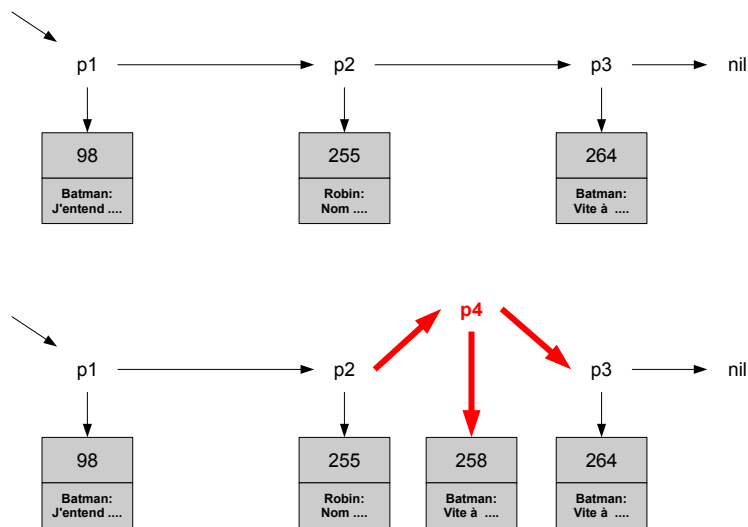 p1 p2 p3 nil
98 255 264
Batman: Robin: Batman:
J'entend .... Nom .... Vite à ....
p4
p1 p2 p3 nil
98 255 258 264
Batman: Robin: Batman: Batman:
J'entend .... Nom .... Vite à .... Vite à ....